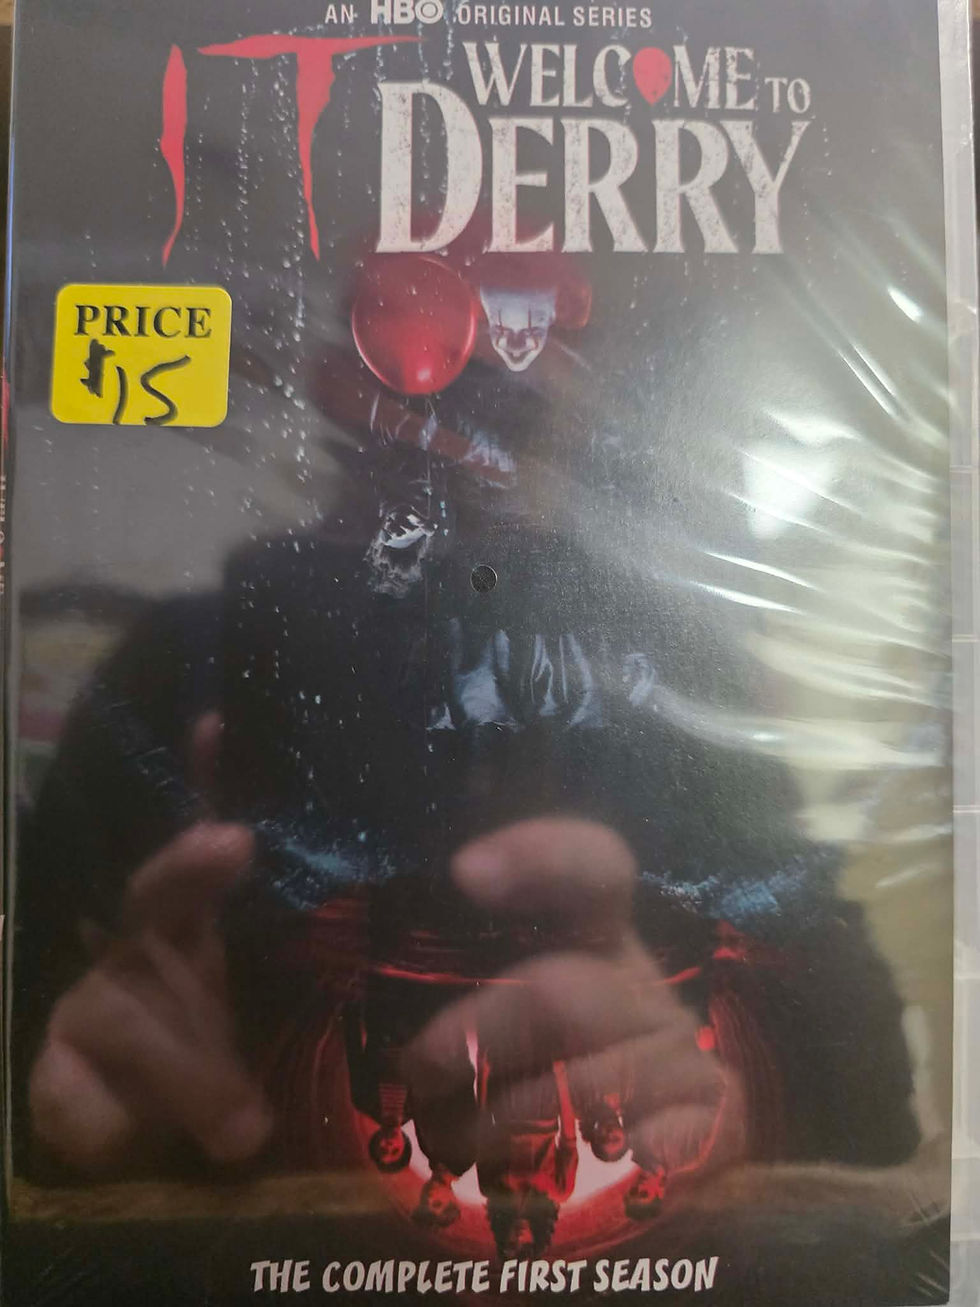 AN HBO ORIGINAL SERIES
IT WELCOME TO
DERRY
PRICE
$15
THE COMPLETE FIRST SEASON